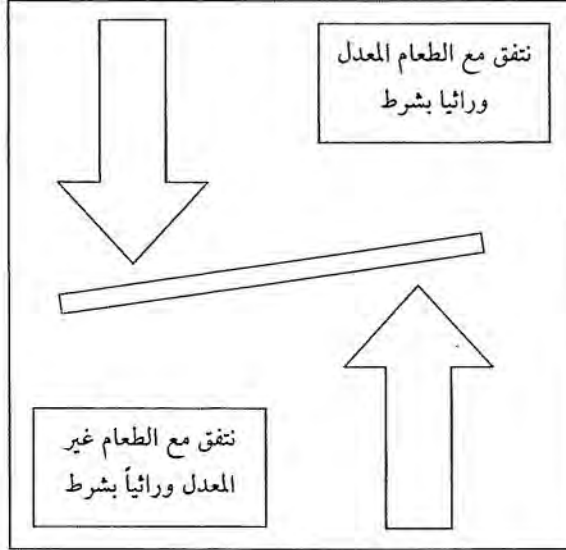 نتفق مع الطعام المعدل
وراثيا بشرط
نتفق مع الطعام غير
المعدل وراثياً بشرط